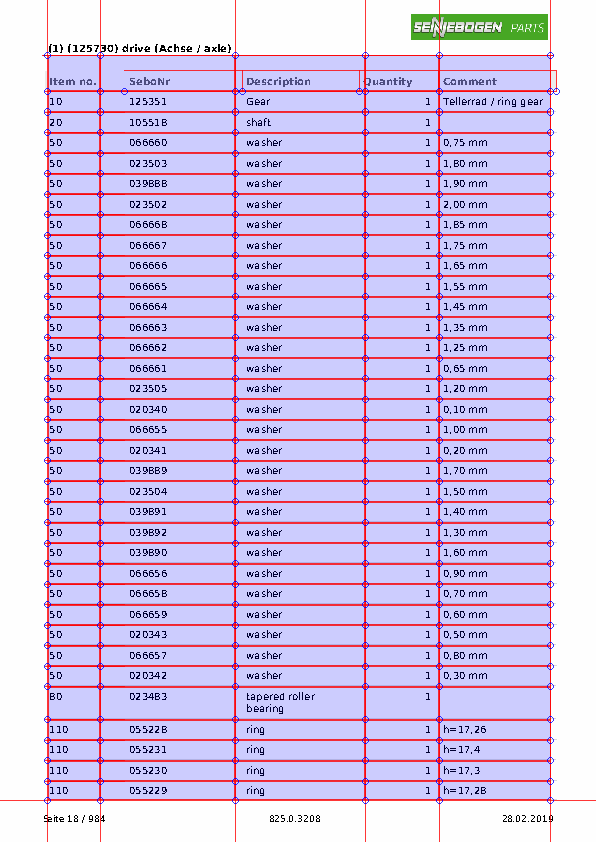 SENNEBOGEN PARTS
(1) (125730) drive (Achse / axle)
Item no. SeboNr Description Quantity Comment
10 125351 Gear 1 Tellerrad / ring gear
20 105518 shaft 1
50 066660 washer 1 0,75 mm
50 023503 washer 1 1,80 mm
50 039888 washer 1 1,90 mm
50 023502 washer 1 2,00 mm
50 066668 washer 1 1,85 mm
50 066667 washer 1 1,75 mm
50 066666 washer 1 1,65 mm
50 066665 washer 1 1,55 mm
50 066664 washer 1 1,45 mm
50 066663 washer 1 1,35 mm
50 066662 washer 1 1,25 mm
50 066661 washer 1 0,65 mm
50 023505 washer 1 1,20 mm
50 020340 washer 1 0,10 mm
50 066655 washer 1 1,00 mm
50 020341 washer 1 0,20 mm
50 039889 washer 1 1,70 mm
50 023504 washer 1 1,50 mm
50 039891 washer 1 1,40 mm
50 039892 washer 1 1,30 mm
50 039890 washer 1 1,60 mm
50 066656 washer 1 0,90 mm
50 066658 washer 1 0,70 mm
50 066659 washer 1 0,60 mm
50 020343 washer 1 0,50 mm
50 066657 washer 1 0,80 mm
50 020342 washer 1 0,30 mm
80 023483 tapered roller 1
bearing
110 055228 ring 1 h=17,26
110 055231 ring 1 h=17,4
110 055230 ring 1 h=17,3
110 055229 ring 1 h=17,28
Seite 18 / 984 825.0.3208 28.02.2019